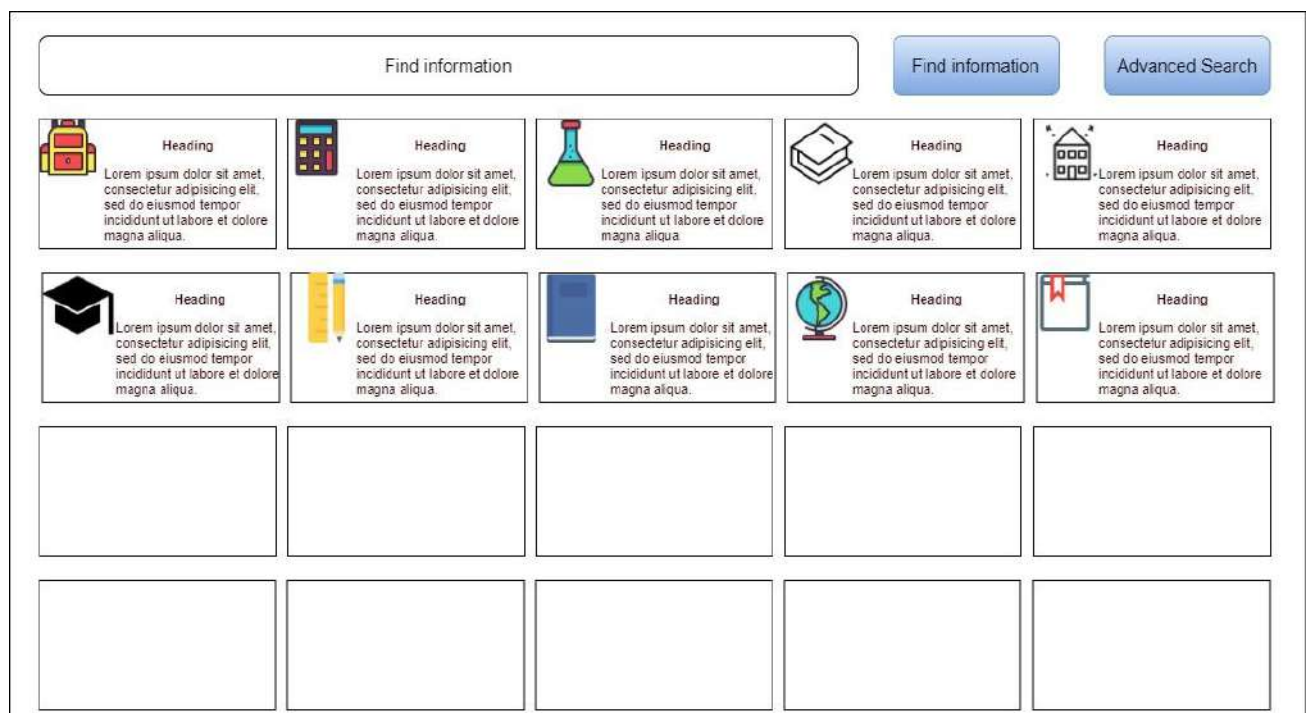 Find information
Find information
Advanced Search
Heading
Lorem ipsum dolor sit amet,
consectetur adipisicing elit,
sed do eiusmod tempor
incididunt ut labore et dolore
magna aliqua.
Heading
Lorem ipsum dolor sit amet,
consectetur adipisicing elit,
sed do eiusmod tempor
incididunt ut labore et dolore
magna aliqua.
Heading
Lorem ipsum dolor sit amet,
consectetur adipisicing elit,
sed do eiusmod tempor
incididunt ut labore et dolore
magna aliqua.
Heading
Lorem ipsum dolor sit amet,
consectetur adipisicing elit,
sed do eiusmod tempor
incididunt ut labore et dolore
magna aliqua.
Heading
Lorem ipsum dolor sit amet,
consectetur adipisicing elit,
sed do eiusmod tempor
incididunt ut labore et dolore
magna aliqua.
Heading
Lorem ipsum dolor sit amet,
consectetur adipisicing elit,
sed do eiusmod tempor
incididunt ut labore et dolore
magna aliqua.
Heading
Lorem ipsum dolor sit amet,
consectetur adipisicing elit,
sed do eiusmod tempor
incididunt ut labore et dolore
magna aliqua.
Heading
Lorem ipsum dolor sit amet,
consectetur adipisicing elit,
sed do eiusmod tempor
incididunt ut labore et dolore
magna aliqua.
Heading
Lorem ipsum dolor sit amet,
consectetur adipisicing elit,
sed do eiusmod tempor
incididunt ut labore et dolore
magna aliqua.
Heading
Lorem ipsum dolor sit amet,
consectetur adipisicing elit,
sed do eiusmod tempor
incididunt ut labore et dolore
magna aliqua.